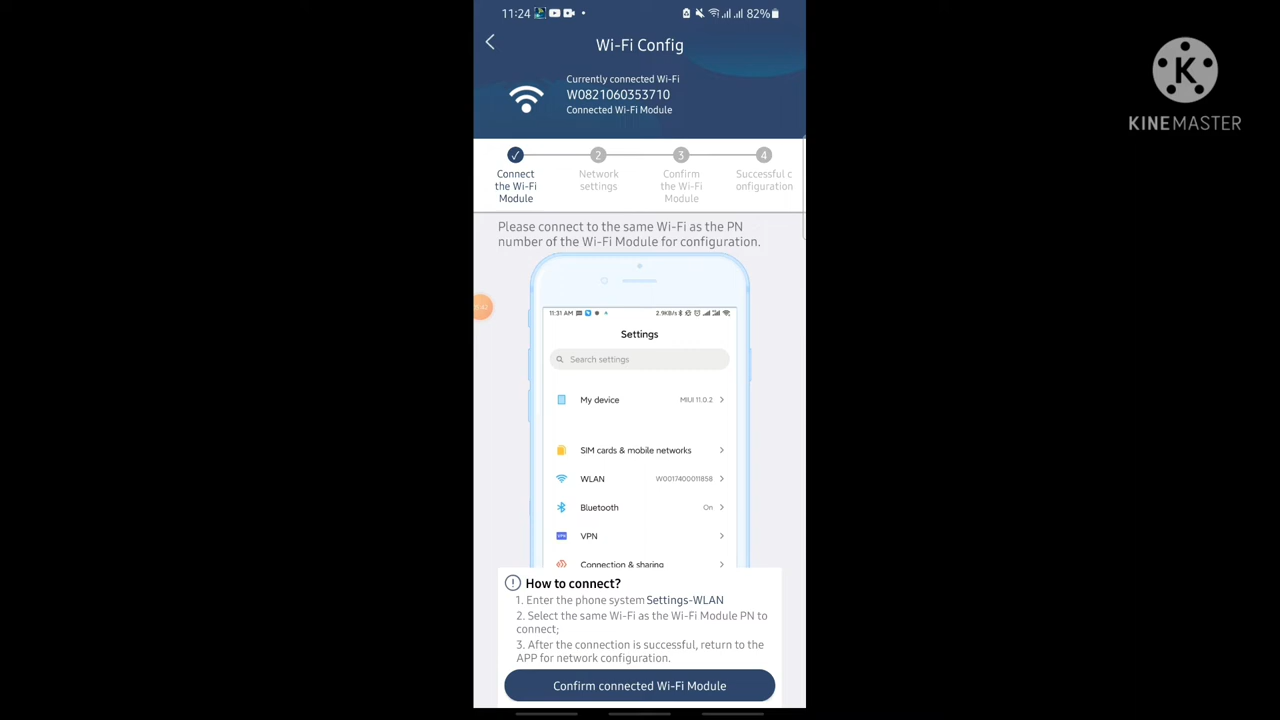 11:24 82%
Wi-Fi Config
Currently connected Wi-Fi
W0821060353710
Connected Wi-Fi Module
K
KINEMASTER
2 3 4
Connect
the Wi-Fi
Module
Network
settings
Confirm
the Wi-Fi
Module
Successful c
onfiguration
Please connect to the same Wi-Fi as the PN
number of the Wi-Fi Module for configuration.
11:31 AM 2.9KB/s
Settings
Search settings
My device MIUI 11.0.2
SIM cards & mobile networks
WLAN W0017400011858
Bluetooth On
VPN
Connection & sharing
How to connect?
1. Enter the phone system Settings-WLAN
2. Select the same Wi-Fi as the Wi-Fi Module PN to
connect;
3. After the connection is successful, return to the
APP for network configuration.
Confirm connected Wi-Fi Module